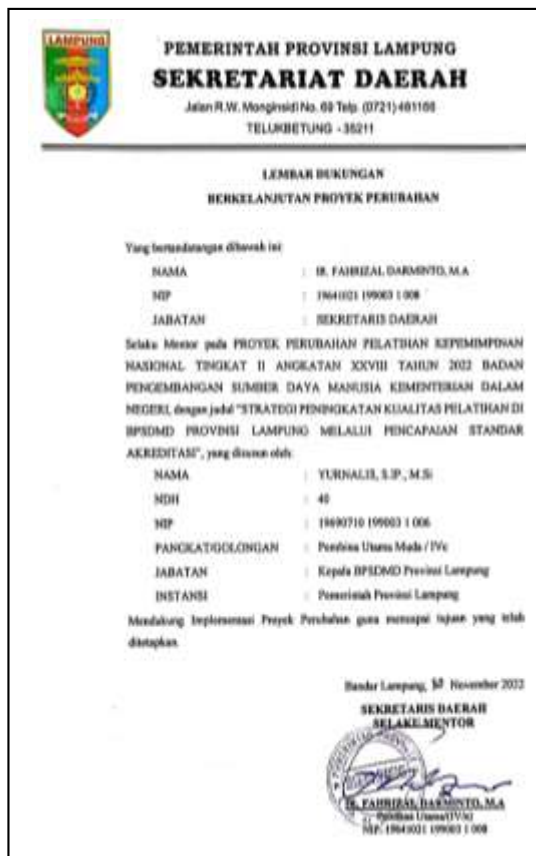 LAMPUNG
PEMERINTAH PROVINSI LAMPUNG
SEKRETARIAT DAERAH
Jalan R.W. Monginsidi No. 69 Telp. (0721) 481166
TELUKBETUNG - 35211
LEMBAR DUKUNGAN
BERKELANJUTAN PROYEK PERUBAHAN
Yang bertandatangan dibawah ini:
NAMA : IR. FAHRIZAL DARMINTO, M.A
NIP : 19641021 199003 1 008
JABATAN : SEKRETARIS DAERAH
Selaku Mentor pada PROYEK PERUBAHAN PELATIHAN KEPEMIMPINAN
NASIONAL TINGKAT II ANGKATAN XXVIII TAHUN 2022 BADAN
PENGEMBANGAN SUMBER DAYA MANUSIA KEMENTERIAN DALAM
NEGERI, dengan judul "STRATEGI PENINGKATAN KUALITAS PELATIHAN DI
BPSDMD PROVINSI LAMPUNG MELALUI PENCAPAIAN STANDAR
AKREDITASI", yang disusun oleh:
NAMA : YURNALIS, S.IP., M.Si
NDH : 40
NIP : 19690710 199003 1 006
PANGKAT/GOLONGAN : Pembina Utama Muda / IVc
JABATAN : Kepala BPSDMD Provinsi Lampung
INSTANSI : Pemerintah Provinsi Lampung
Mendukung Implementasi Proyek Perubahan guna mencapai tujuan yang telah
ditetapkan.
Bandar Lampung, November 2022
SEKRETARIS DAERAH
SELAKU MENTOR
IR. FAHRIZAL DARMINTO, M.A
Utama/(IV/e)
NIP. 19641021 199003 1 008